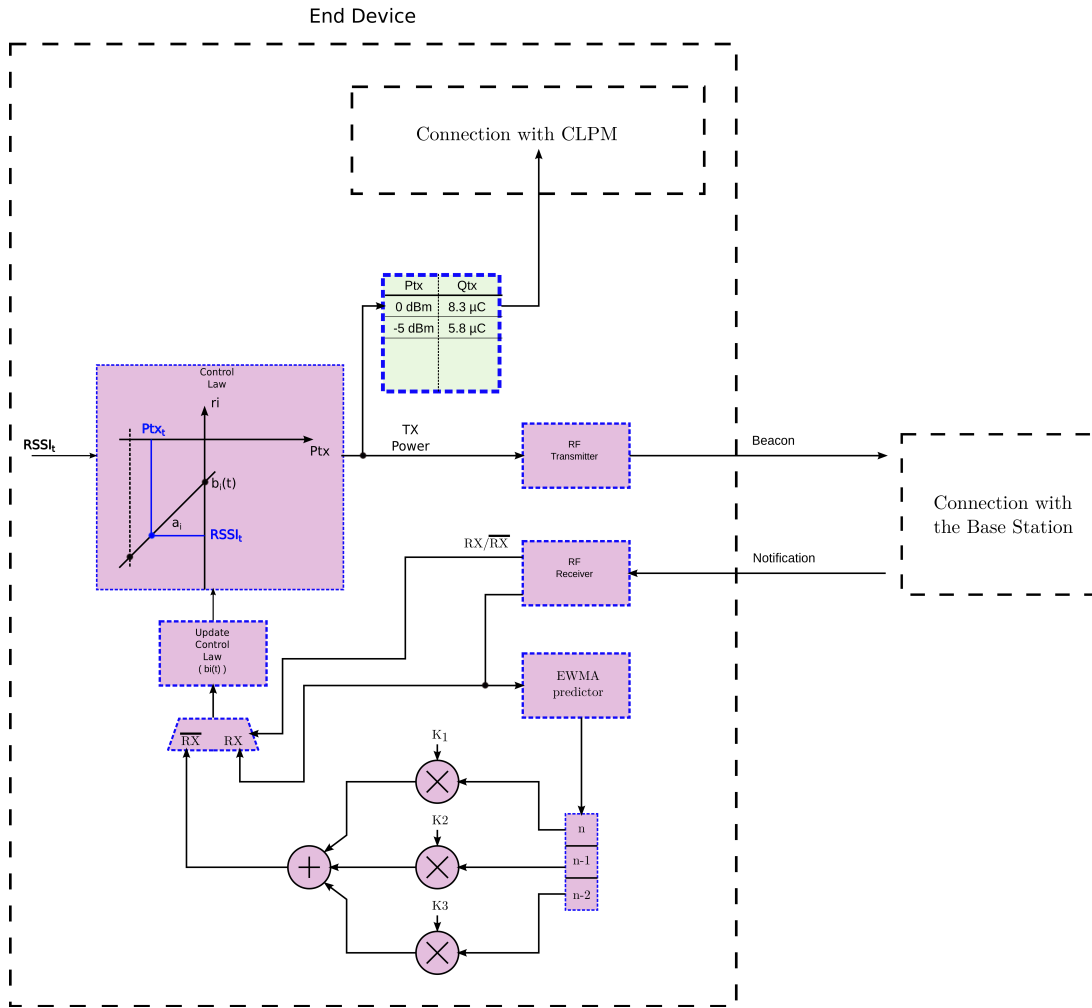 End Device
Connection with CLPM
Ptx Qtx
0 dBm 8.3 µC
-5 dBm 5.8 µC
Control
Law
ri
Ptxₜ
RSSIₜ
Ptx
bᵢ(t)
aᵢ
RSSIₜ
TX
Power
RF
Transmitter
Beacon
Connection with
the Base Station
RX/R̅X̅
RF
Receiver
Notification
Update
Control
Law
( bi(t) )
EWMA
predictor
R̅X̅ RX
K₁
n
K2
n-1
n-2
K3